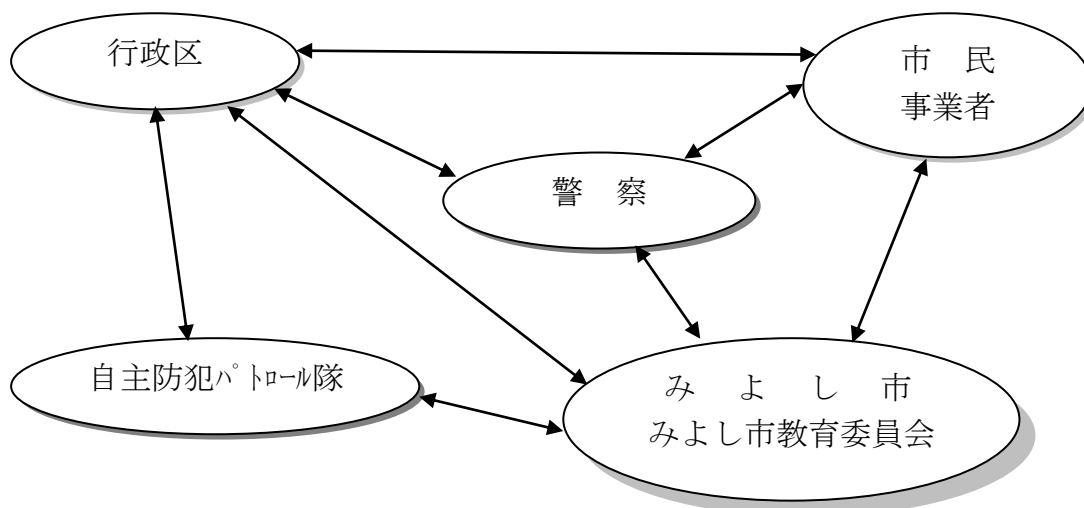 行政区
市　民
事業者
警　察
自主防犯ﾊﾟﾄﾛｰﾙ隊
み　よ　し　市
みよし市教育委員会